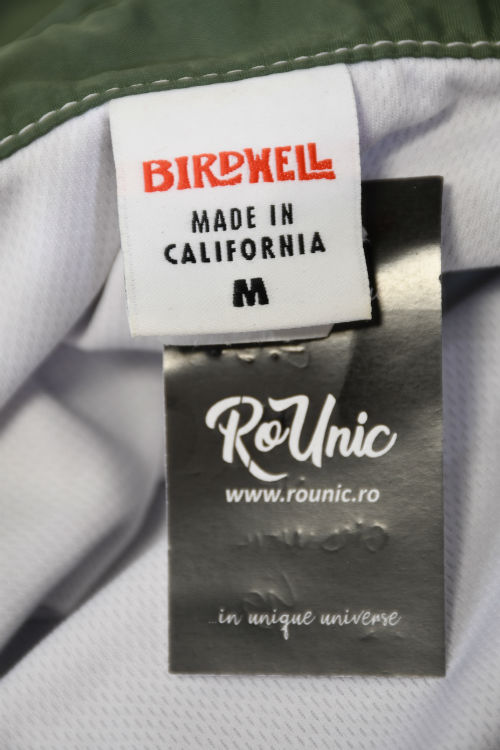 BIRDWELL
MADE IN
CALIFORNIA
M
RoUnic
www.rounic.ro
...in unique universe